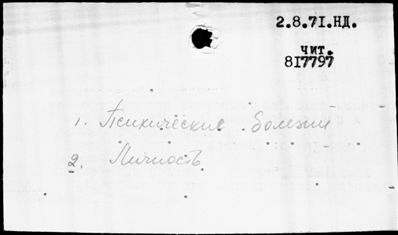 2.8.71.НД.
чит.
817797
1. Психические болезни
2. Личность